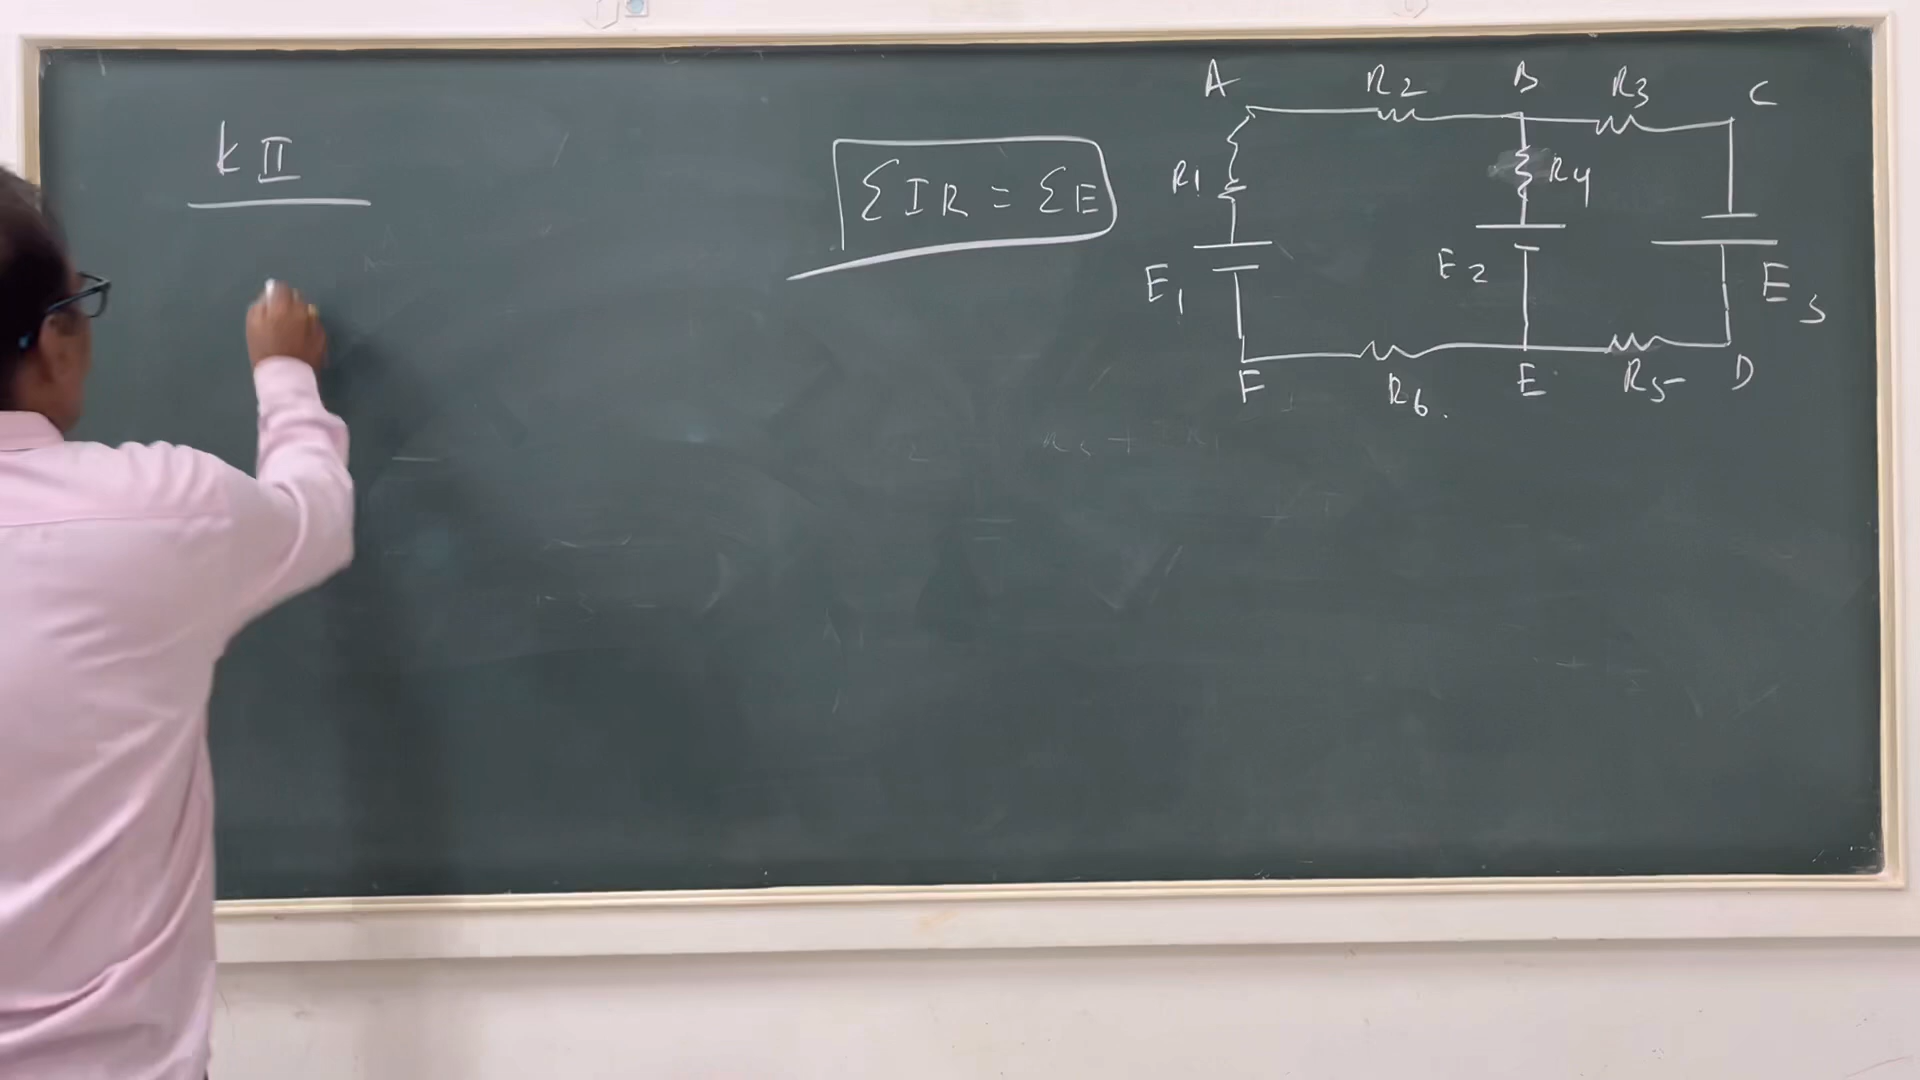 K II
ΣIR = ΣE
A R2 B R3 C
R1 R4
E1 E2 E3
F R6. E R5 D